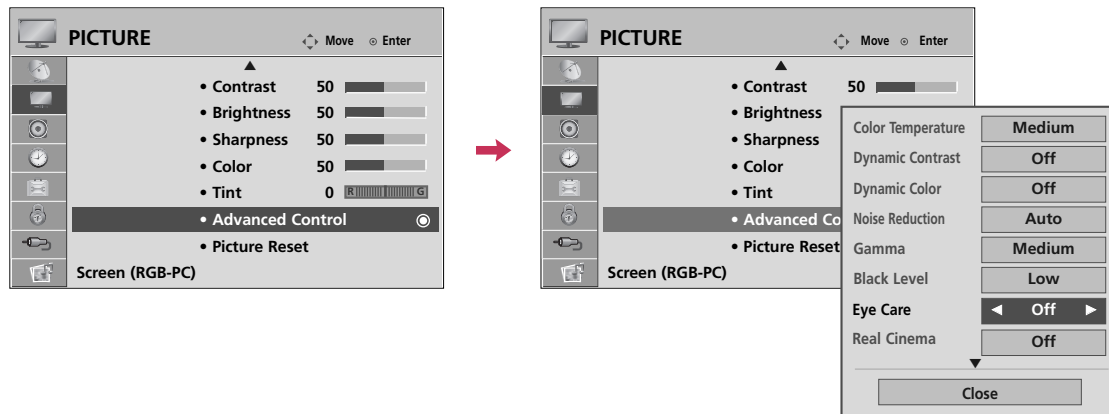 PICTURE Move Enter
• Contrast 50
• Brightness 50
• Sharpness 50
• Color 50
• Tint 0 R G
• Advanced Control
• Picture Reset
Screen (RGB-PC)
PICTURE Move Enter
• Contrast 50
• Brightness
• Sharpness
• Color
• Tint
• Advanced Co
• Picture Reset
Screen (RGB-PC)
Color Temperature Medium
Dynamic Contrast Off
Dynamic Color Off
Noise Reduction Auto
Gamma Medium
Black Level Low
Eye Care Off
Real Cinema Off
Close